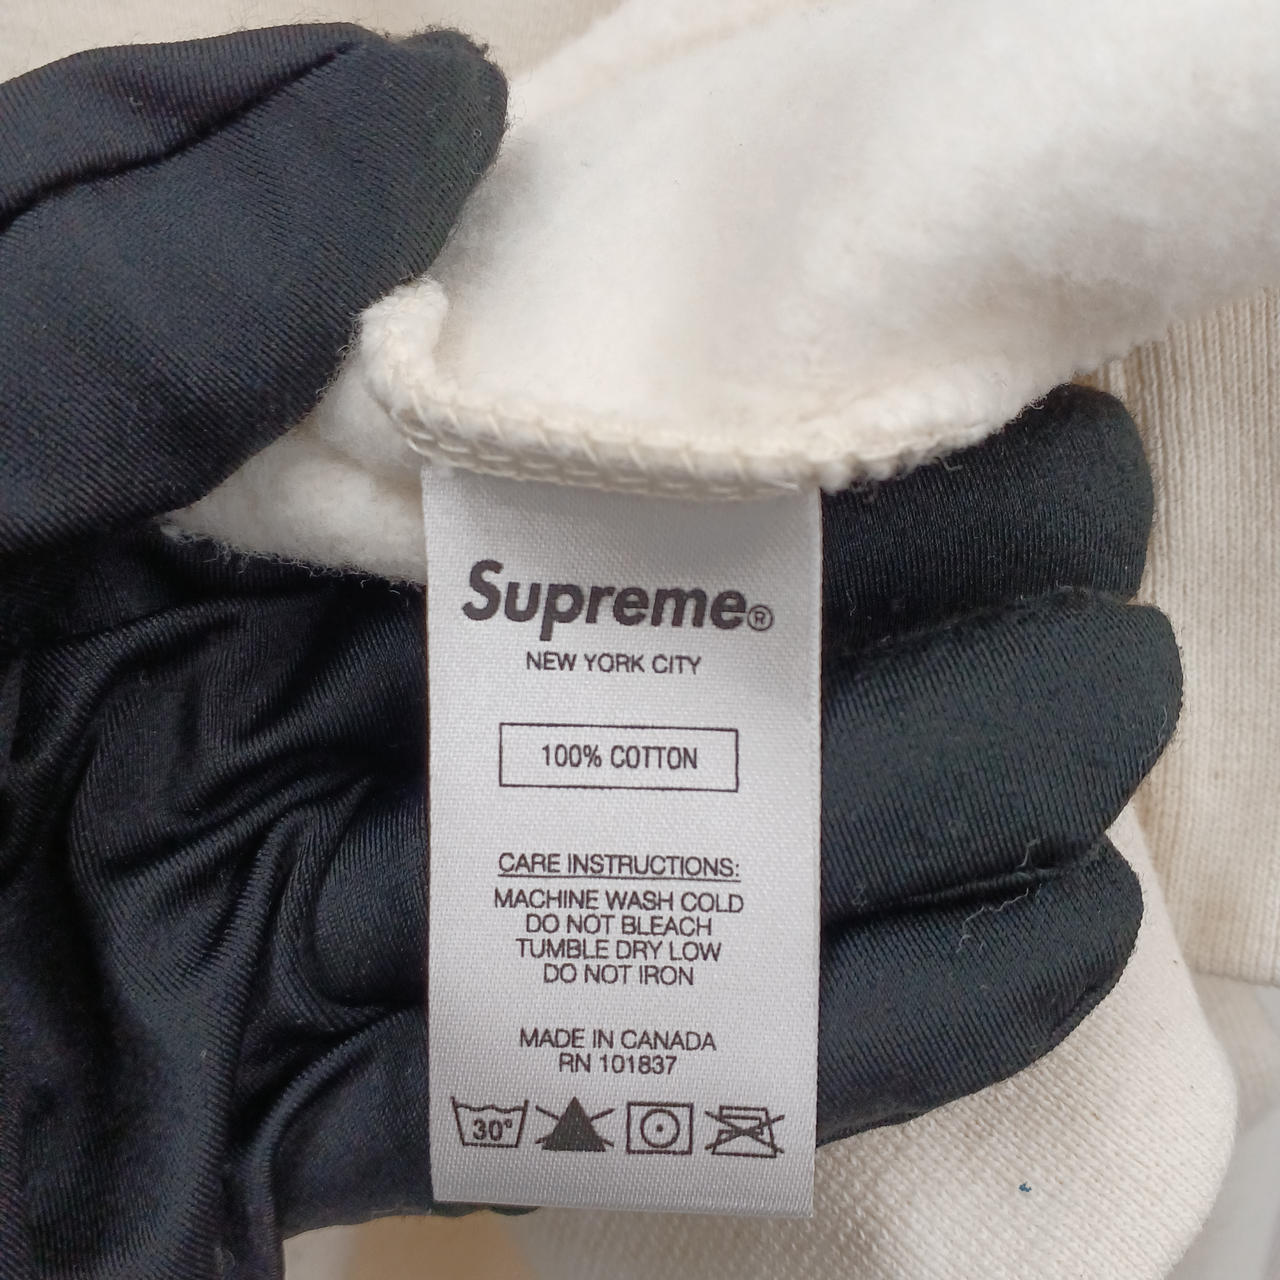 Supreme®
NEW YORK CITY
100% COTTON
CARE INSTRUCTIONS:
MACHINE WASH COLD
DO NOT BLEACH
TUMBLE DRY LOW
DO NOT IRON
MADE IN CANADA
RN 101837
30°